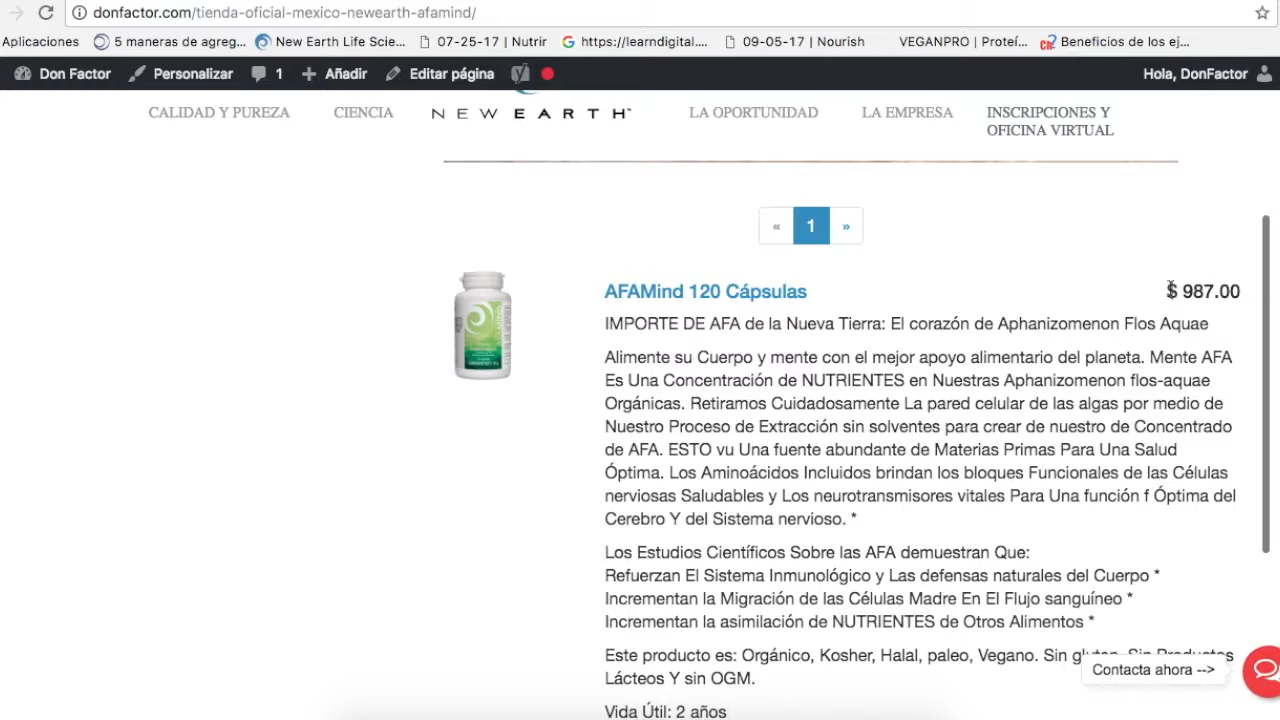 donfactor.com/tienda-oficial-mexico-newearth-afamind/
Aplicaciones 5 maneras de agreg... New Earth Life Scie... 07-25-17 | Nutrir https://learndigital.... 09-05-17 | Nourish VEGANPRO | Proteí... Beneficios de los ej...
Don Factor Personalizar 1 Añadir Editar página Hola, DonFactor
CALIDAD Y PUREZA CIENCIA NEW EARTH LA OPORTUNIDAD LA EMPRESA INSCRIPCIONES Y
OFICINA VIRTUAL
« 1 »
AFAMind 120 Cápsulas $ 987.00
IMPORTE DE AFA de la Nueva Tierra: El corazón de Aphanizomenon Flos Aquae
Alimente su Cuerpo y mente con el mejor apoyo alimentario del planeta. Mente AFA
Es Una Concentración de NUTRIENTES en Nuestras Aphanizomenon flos-aquae
Orgánicas. Retiramos Cuidadosamente La pared celular de las algas por medio de
Nuestro Proceso de Extracción sin solventes para crear de nuestro de Concentrado
de AFA. ESTO vu Una fuente abundante de Materias Primas Para Una Salud
Óptima. Los Aminoácidos Incluidos brindan los bloques Funcionales de las Células
nerviosas Saludables y Los neurotransmisores vitales Para Una función f Óptima del
Cerebro Y del Sistema nervioso. *
Los Estudios Científicos Sobre las AFA demuestran Que:
Refuerzan El Sistema Inmunológico y Las defensas naturales del Cuerpo *
Incrementan la Migración de las Células Madre En El Flujo sanguíneo *
Incrementan la asimilación de NUTRIENTES de Otros Alimentos *
Este producto es: Orgánico, Kosher, Halal, paleo, Vegano. Sin gluten. Sin Productos
Lácteos Y sin OGM.
Contacta ahora -->
Vida Útil: 2 años